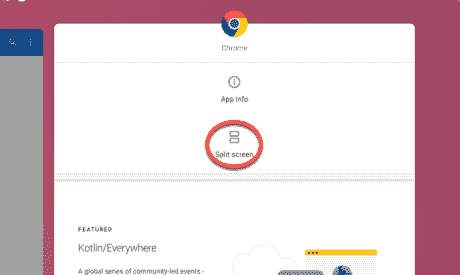 Chrome
App info
Split screen
FEATURED
Kotlin/Everywhere
A global series of community-led events -